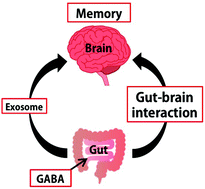 Memory
Brain
Exosome
Gut-brain
interaction
Gut
GABA